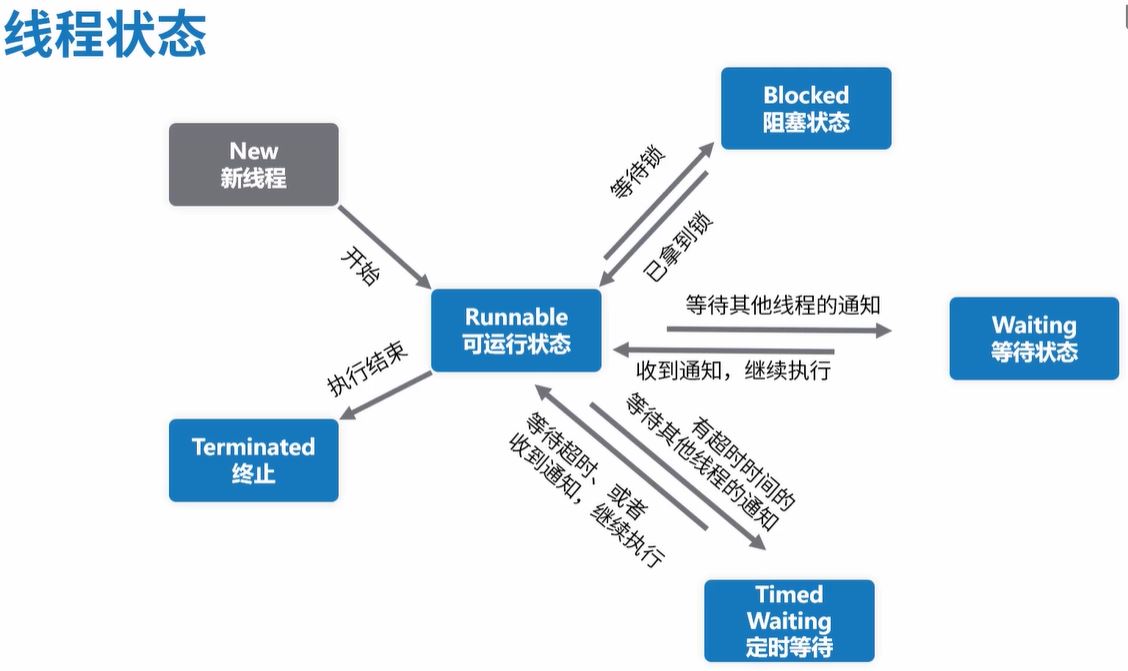 线程状态
Blocked
阻塞状态
New
新线程
等待锁
已拿到锁
开始
等待其他线程的通知
Runnable
可运行状态
Waiting
等待状态
收到通知，继续执行
执行结束
有超时时间的
等待其他线程的通知
等待超时、或者
收到通知，继续执行
Terminated
终止
Timed
Waiting
定时等待